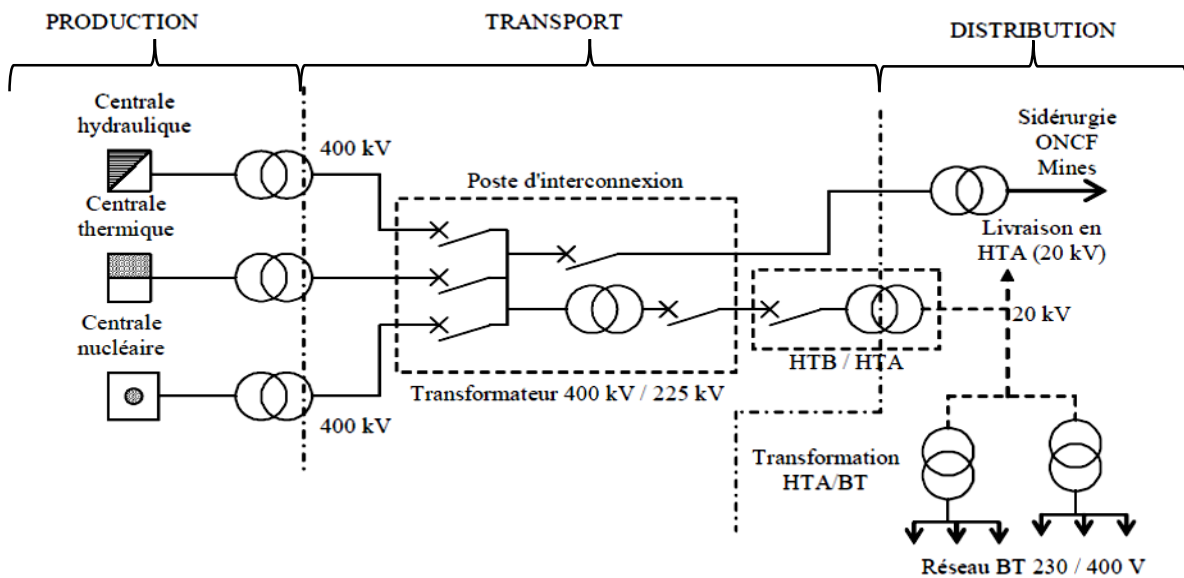 PRODUCTION
TRANSPORT
DISTRIBUTION
Centrale
hydraulique
Centrale
thermique
Centrale
nucléaire
400 kV
400 kV
Poste d'interconnexion
Transformateur 400 kV / 225 kV
HTB / HTA
Sidérurgie
ONCF
Mines
Livraison en
HTA (20 kV)
20 kV
Transformation
HTA/BT
Réseau BT 230 / 400 V